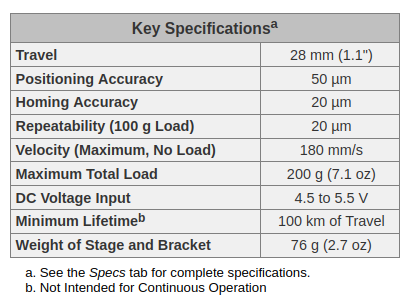 Key Specificationsᵃ
Travel 28 mm (1.1")
Positioning Accuracy 50 µm
Homing Accuracy 20 µm
Repeatability (100 g Load) 20 µm
Velocity (Maximum, No Load) 180 mm/s
Maximum Total Load 200 g (7.1 oz)
DC Voltage Input 4.5 to 5.5 V
Minimum Lifetimeᵇ 100 km of Travel
Weight of Stage and Bracket 76 g (2.7 oz)
a. See the Specs tab for complete specifications.
b. Not Intended for Continuous Operation